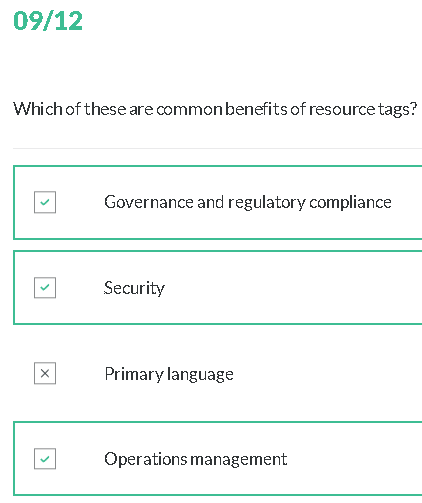 09/12
Which of these are common benefits of resource tags?
Governance and regulatory compliance
Security
Primary language
Operations management